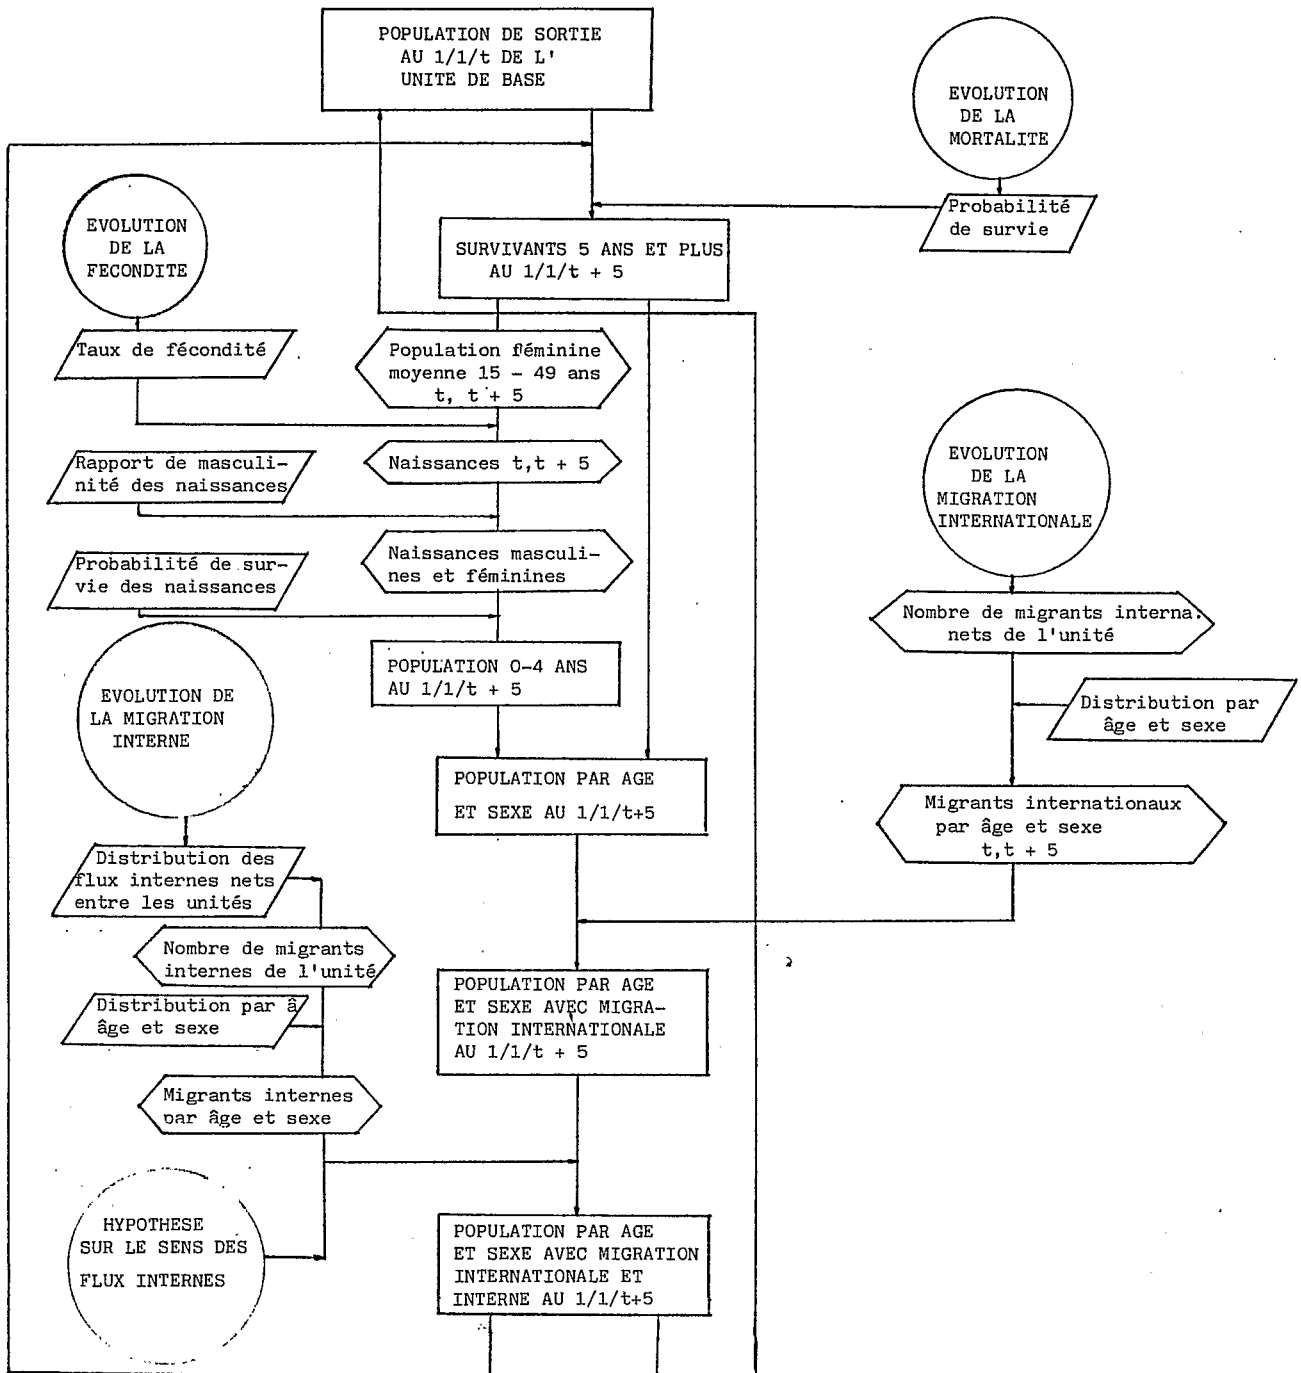 POPULATION DE SORTIE
AU 1/1/t DE L'
UNITE DE BASE
EVOLUTION
DE LA
MORTALITE
Probabilité
de survie
EVOLUTION
DE LA
FECONDITE
SURVIVANTS 5 ANS ET PLUS
AU 1/1/t + 5
Taux de fécondité
Population féminine
moyenne 15 - 49 ans
t, t + 5
Rapport de masculi-
nité des naissances
Naissances t,t + 5
EVOLUTION
DE LA
MIGRATION
INTERNATIONALE
Probabilité de sur-
vie des naissances
Naissances masculi-
nes et féminines
Nombre de migrants interna.
nets de l'unité
POPULATION 0-4 ANS
AU 1/1/t + 5
EVOLUTION DE
LA MIGRATION
INTERNE
Distribution par
âge et sexe
POPULATION PAR AGE
ET SEXE AU 1/1/t+5
Migrants internationaux
par âge et sexe
t,t + 5
Distribution des
flux internes nets
entre les unités
Nombre de migrants
internes de l'unité
POPULATION PAR AGE
ET SEXE AVEC MIGRA-
TION INTERNATIONALE
AU 1/1/t + 5
Distribution par â
âge et sexe
Migrants internes
par âge et sexe
HYPOTHESE
SUR LE SENS DES
FLUX INTERNES
POPULATION PAR AGE
ET SEXE AVEC MIGRATION
INTERNATIONALE ET
INTERNE AU 1/1/t+5